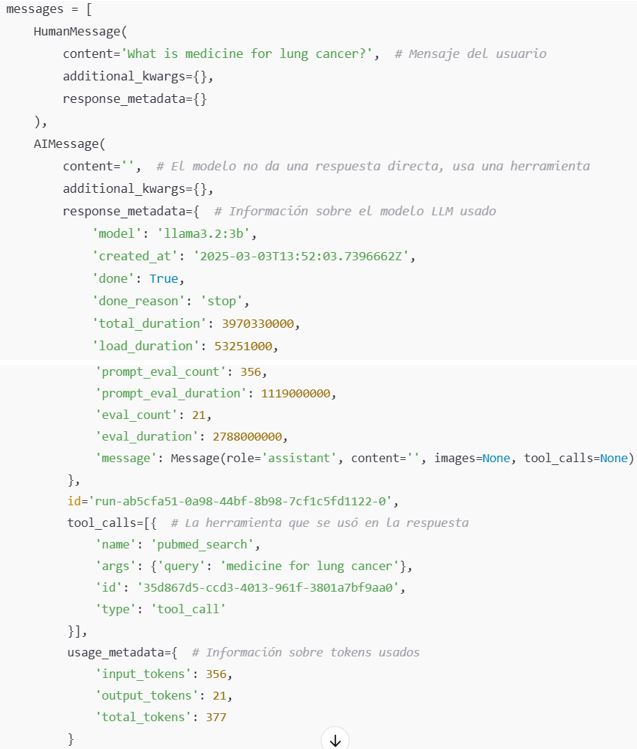 messages = [
HumanMessage(
content='What is medicine for lung cancer?',  # Mensaje del usuario
additional_kwargs={},
response_metadata={}
),
AIMessage(
content='',  # El modelo no da una respuesta directa, usa una herramienta
additional_kwargs={},
response_metadata={  # Información sobre el modelo LLM usado
'model': 'llama3.2:3b',
'created_at': '2025-03-03T13:52:03.7396662Z',
'done': True,
'done_reason': 'stop',
'total_duration': 3970330000,
'load_duration': 53251000,
'prompt_eval_count': 356,
'prompt_eval_duration': 1119000000,
'eval_count': 21,
'eval_duration': 2788000000,
'message': Message(role='assistant', content='', images=None, tool_calls=None)
},
id='run-ab5cfa51-0a98-44bf-8b98-7cf1c5fd1122-0',
tool_calls=[{  # La herramienta que se usó en la respuesta
'name': 'pubmed_search',
'args': {'query': 'medicine for lung cancer'},
'id': '35d867d5-ccd3-4013-961f-3801a7bf9aa0',
'type': 'tool_call'
}],
usage_metadata={  # Información sobre tokens usados
'input_tokens': 356,
'output_tokens': 21,
'total_tokens': 377
}